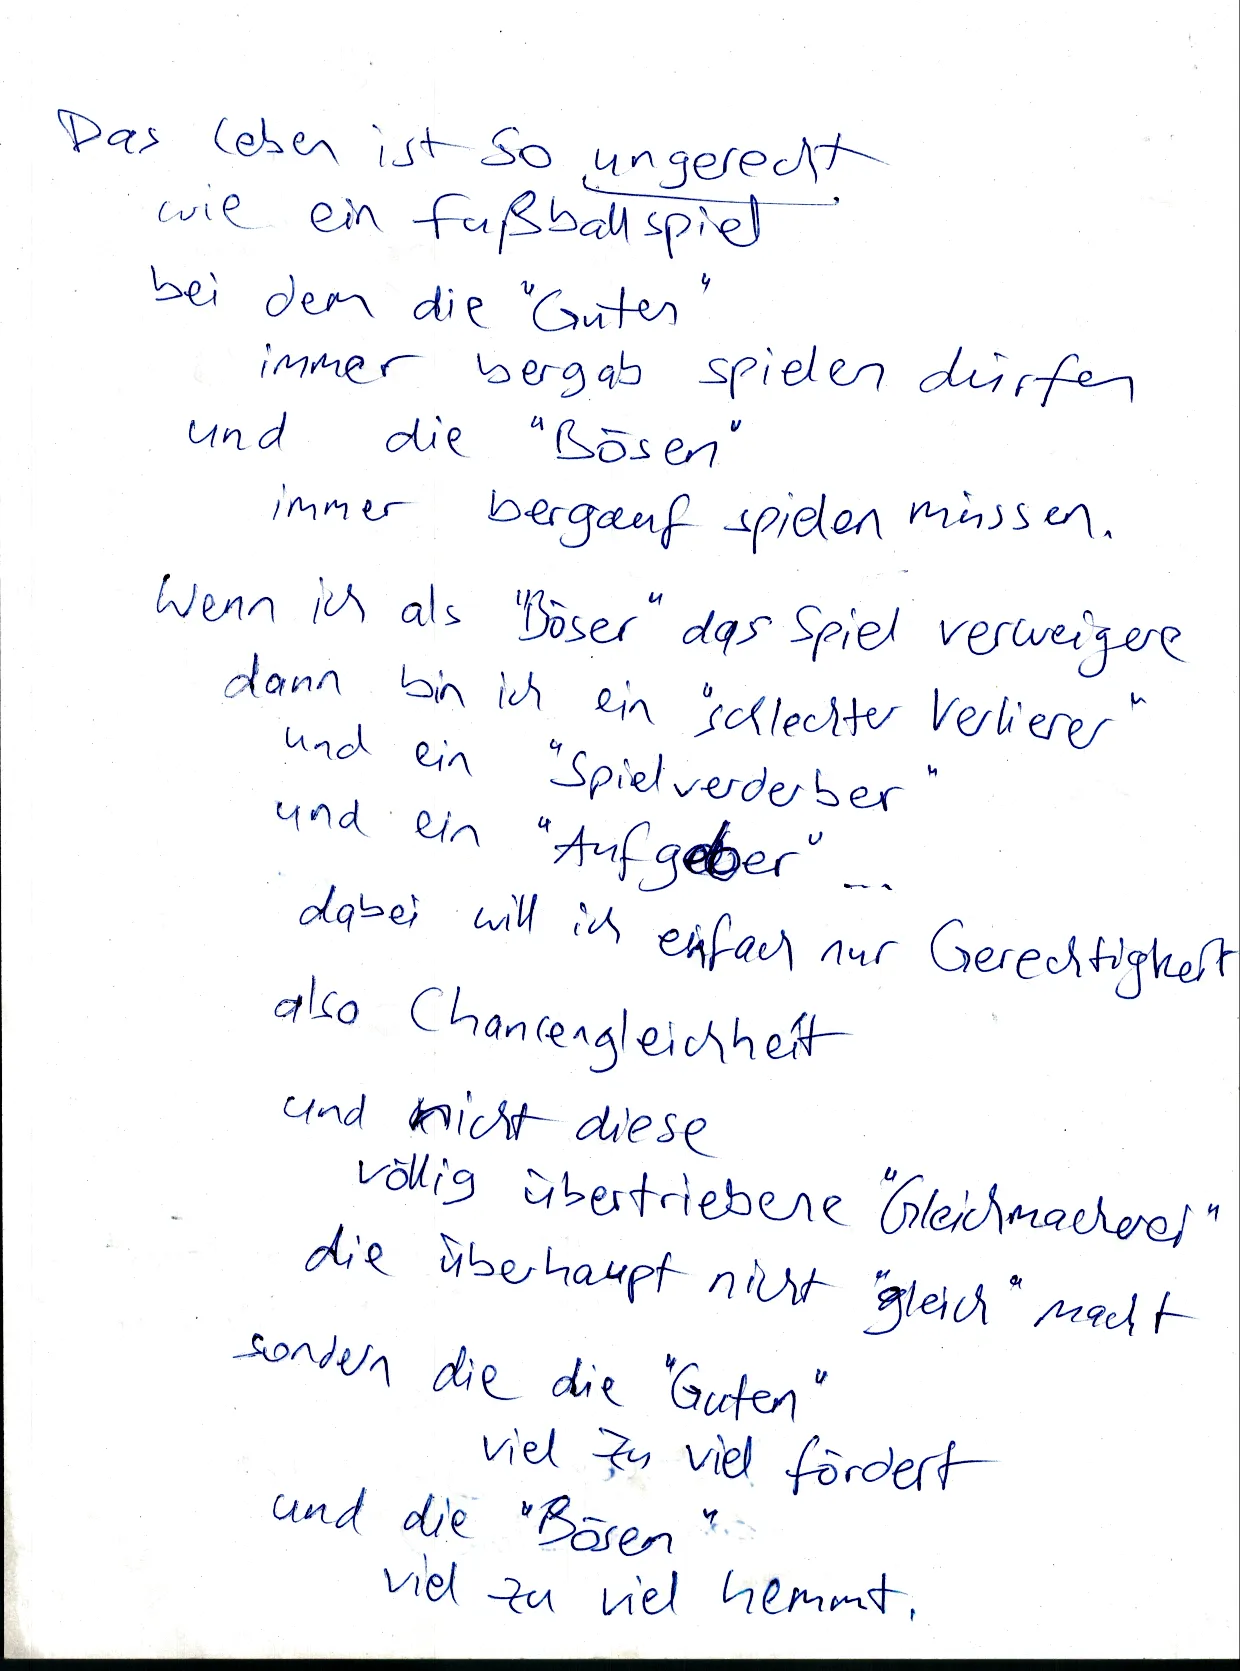 Das Leben ist so ungerecht
wie ein Fußballspiel
bei dem die "Guten"
immer bergab spielen dürfen
und die "Bösen"
immer bergauf spielen müssen.
Wenn ich als "Böser" das Spiel verweigere
dann bin ich ein "schlechter Verlierer"
und ein "Spielverderber"
und ein "Aufgeber" ...
dabei will ich einfach nur Gerechtigkeit
also Chancengleichheit
und nicht diese
völlig übertriebene "Gleichmacherei"
die überhaupt nicht "gleich" macht
sondern die die "Guten"
viel zu viel fördert
und die "Bösen"
viel zu viel hemmt.